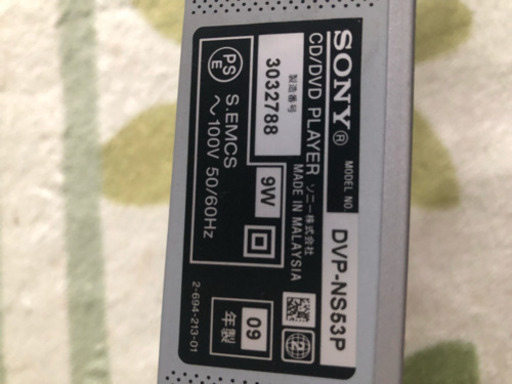 SONY® MODEL NO. DVP-NS53P
CD/DVD PLAYER ソニー株式会社
MADE IN MALAYSIA
製造番号
3032788
9W
PS
E
S.EMCS
～100V 50/60Hz
2
09
年製
2-694-213-01